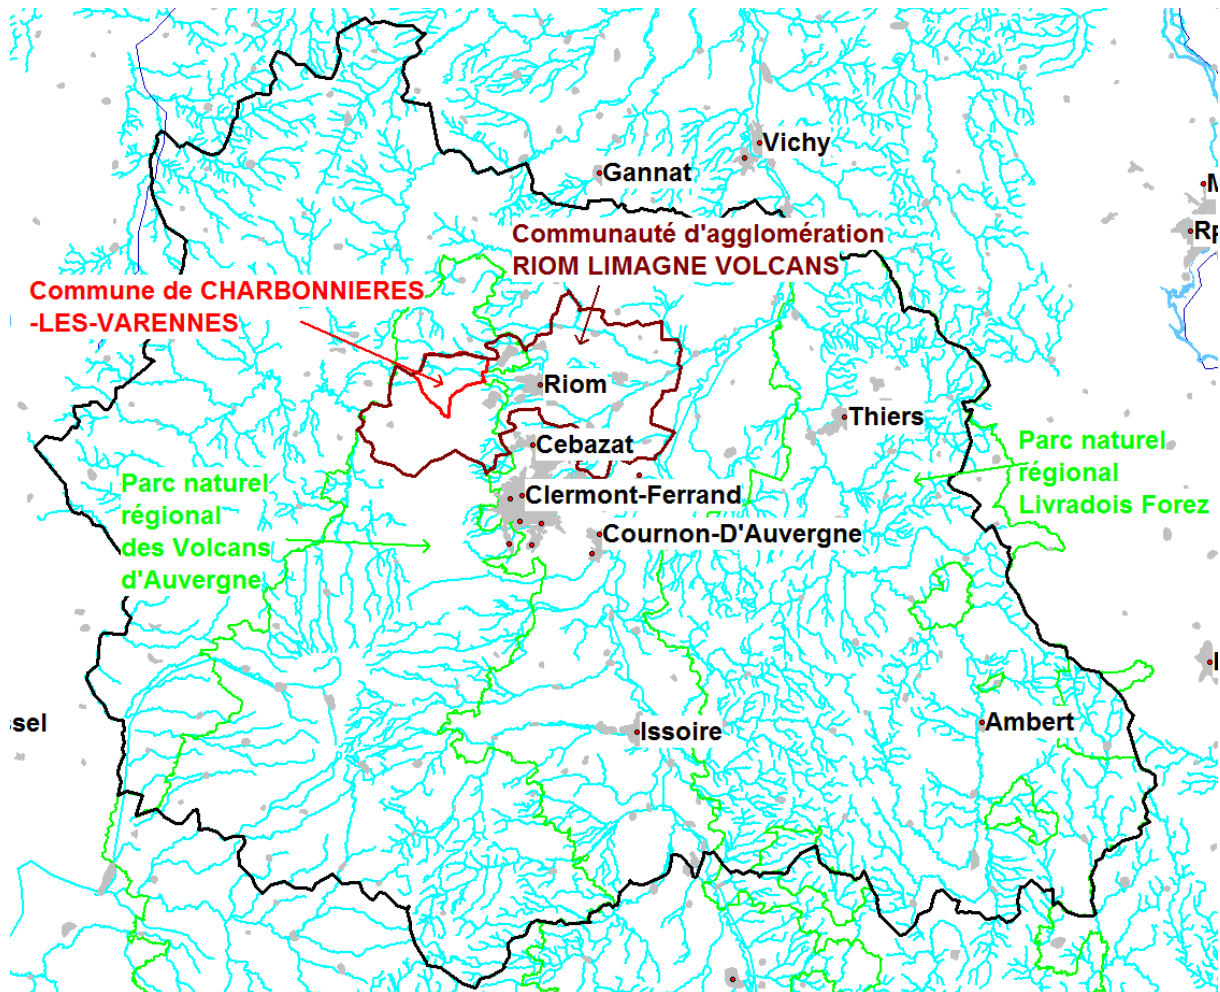 Vichy
Gannat
Communauté d'agglomération
RIOM LIMAGNE VOLCANS
Commune de CHARBONNIERES
-LES-VARENNES
Riom
Thiers
Cebazat
Parc naturel
régional
Livradois Forez
Parc naturel
régional
des Volcans
d'Auvergne
Clermont-Ferrand
Cournon-D'Auvergne
ssel
Issoire
Ambert